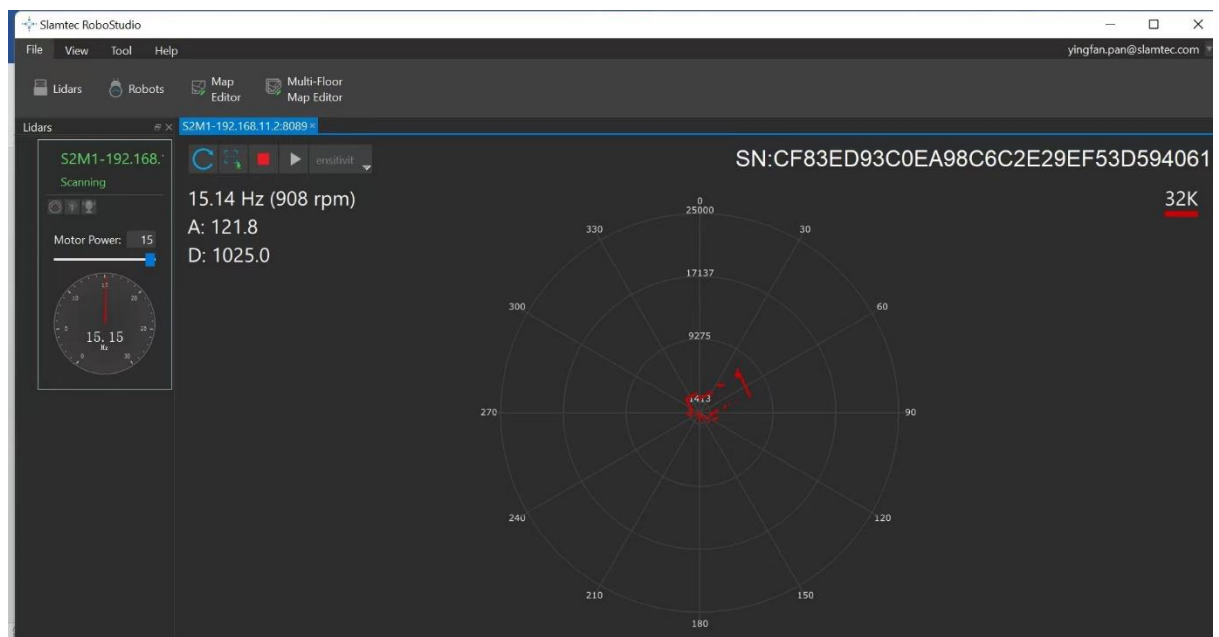 Slamtec RoboStudio
File View Tool Help
yingfan.pan@slamtec.com
Lidars
Robots
Map Editor
Multi-Floor Map Editor
Lidars
S2M1-192.168.11.2:8089
S2M1-192.168.
Scanning
Motor Power: 15
15.15
Hz
ensitivit
SN:CF83ED93C0EA98C6C2E29EF53D594061
15.14 Hz (908 rpm)
A: 121.8
D: 1025.0
32K
0
25000
17137
9275
1413
30
60
90
120
150
180
210
240
270
300
330